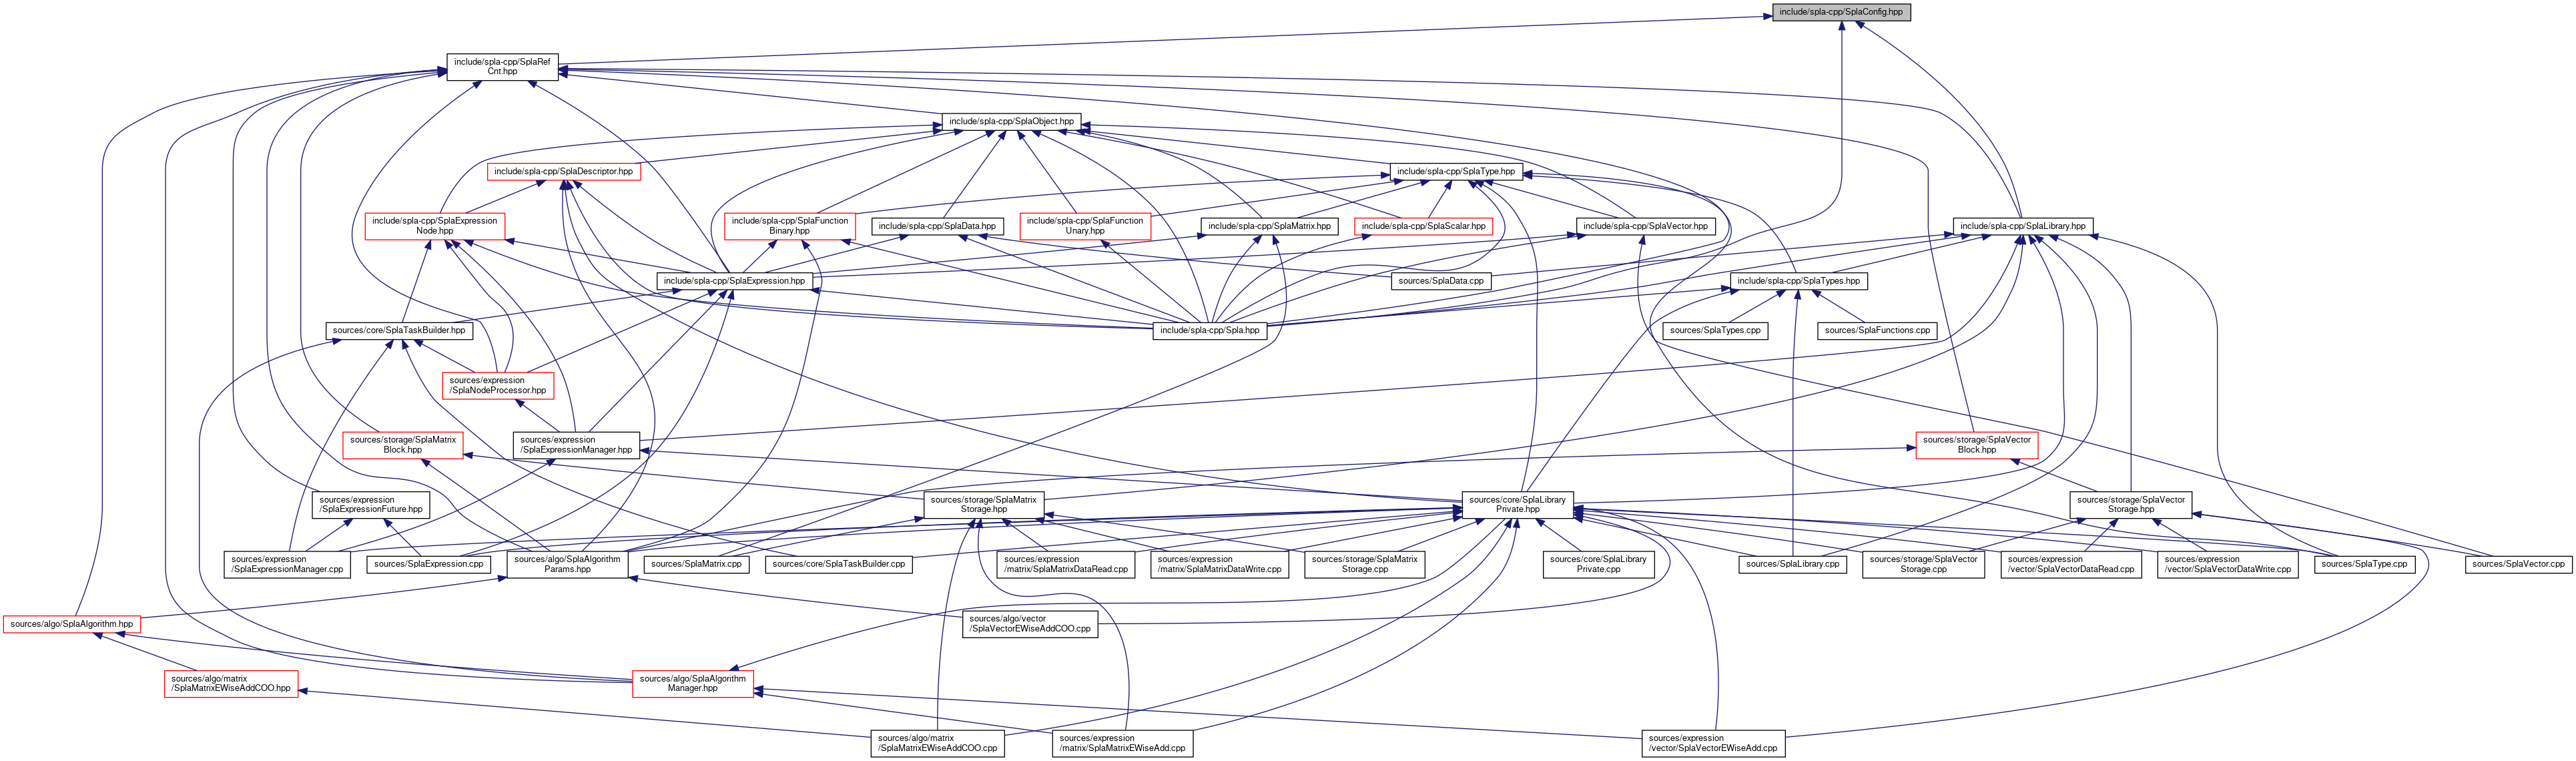 include/spla-cpp/SplaConfig.hpp
include/spla-cpp/SplaRef
Cnt.hpp
include/spla-cpp/SplaObject.hpp
include/spla-cpp/SplaDescriptor.hpp
include/spla-cpp/SplaType.hpp
include/spla-cpp/SplaExpression
Node.hpp
include/spla-cpp/SplaFunction
Binary.hpp
include/spla-cpp/SplaData.hpp
include/spla-cpp/SplaFunction
Unary.hpp
include/spla-cpp/SplaMatrix.hpp
include/spla-cpp/SplaScalar.hpp
include/spla-cpp/SplaVector.hpp
include/spla-cpp/SplaLibrary.hpp
include/spla-cpp/SplaExpression.hpp
sources/SplaData.cpp
include/spla-cpp/SplaTypes.hpp
sources/core/SplaTaskBuilder.hpp
include/spla-cpp/Spla.hpp
sources/SplaTypes.cpp
sources/SplaFunctions.cpp
sources/expression
/SplaNodeProcessor.hpp
sources/storage/SplaMatrix
Block.hpp
sources/expression
/SplaExpressionManager.hpp
sources/storage/SplaVector
Block.hpp
sources/expression
/SplaExpressionFuture.hpp
sources/storage/SplaMatrix
Storage.hpp
sources/core/SplaLibrary
Private.hpp
sources/storage/SplaVector
Storage.hpp
sources/expression
/SplaExpressionManager.cpp
sources/SplaExpression.cpp
sources/algo/SplaAlgorithm
Params.hpp
sources/SplaMatrix.cpp
sources/core/SplaTaskBuilder.cpp
sources/expression
/matrix/SplaMatrixDataRead.cpp
sources/expression
/matrix/SplaMatrixDataWrite.cpp
sources/storage/SplaMatrix
Storage.cpp
sources/core/SplaLibrary
Private.cpp
sources/SplaLibrary.cpp
sources/storage/SplaVector
Storage.cpp
sources/expression
/vector/SplaVectorDataRead.cpp
sources/expression
/vector/SplaVectorDataWrite.cpp
sources/SplaType.cpp
sources/SplaVector.cpp
sources/algo/SplaAlgorithm.hpp
sources/algo/vector
/SplaVectorEWiseAddCOO.cpp
sources/algo/matrix
/SplaMatrixEWiseAddCOO.hpp
sources/algo/SplaAlgorithm
Manager.hpp
sources/algo/matrix
/SplaMatrixEWiseAddCOO.cpp
sources/expression
/matrix/SplaMatrixEWiseAdd.cpp
sources/expression
/vector/SplaVectorEWiseAdd.cpp